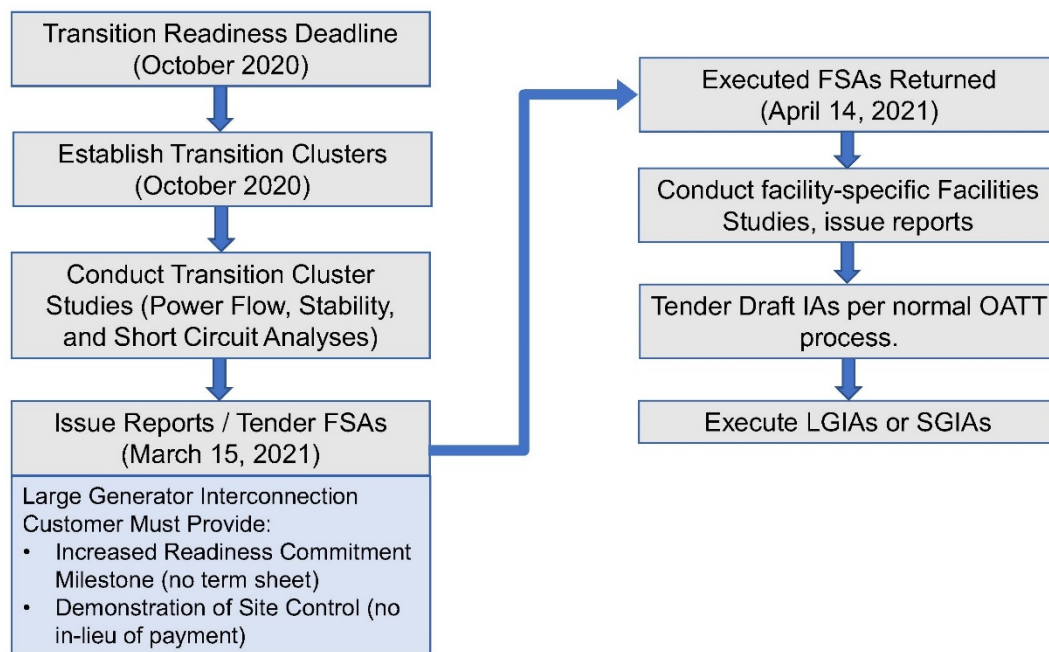 Transition Readiness Deadline
(October 2020)
Establish Transition Clusters
(October 2020)
Conduct Transition Cluster
Studies (Power Flow, Stability,
and Short Circuit Analyses)
Issue Reports / Tender FSAs
(March 15, 2021)
Large Generator Interconnection
Customer Must Provide:
• Increased Readiness Commitment
Milestone (no term sheet)
• Demonstration of Site Control (no
in-lieu of payment)
Executed FSAs Returned
(April 14, 2021)
Conduct facility-specific Facilities
Studies, issue reports
Tender Draft IAs per normal OATT
process.
Execute LGIAs or SGIAs